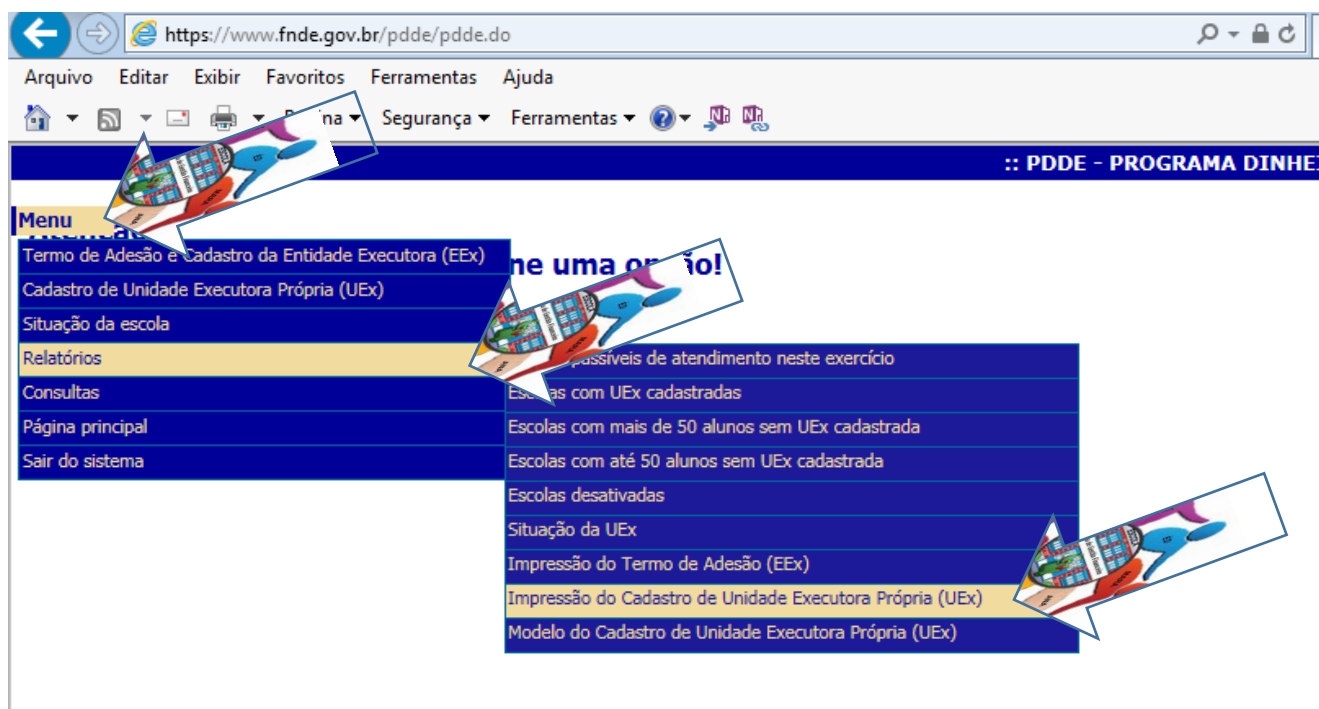 https://www.fnde.gov.br/pdde/pdde.do
Arquivo Editar Exibir Favoritos Ferramentas Ajuda
Segurança Ferramentas
:: PDDE - PROGRAMA DINHEI
Menu
Termo de Adesão e Cadastro da Entidade Executora (EEx)
ne uma opção!
Cadastro de Unidade Executora Própria (UEx)
Situação da escola
Relatórios
Consultas
Página principal
Sair do sistema
passíveis de atendimento neste exercício
Escolas com UEx cadastradas
Escolas com mais de 50 alunos sem UEx cadastrada
Escolas com até 50 alunos sem UEx cadastrada
Escolas desativadas
Situação da UEx
Impressão do Termo de Adesão (EEx)
Impressão do Cadastro de Unidade Executora Própria (UEx)
Modelo do Cadastro de Unidade Executora Própria (UEx)